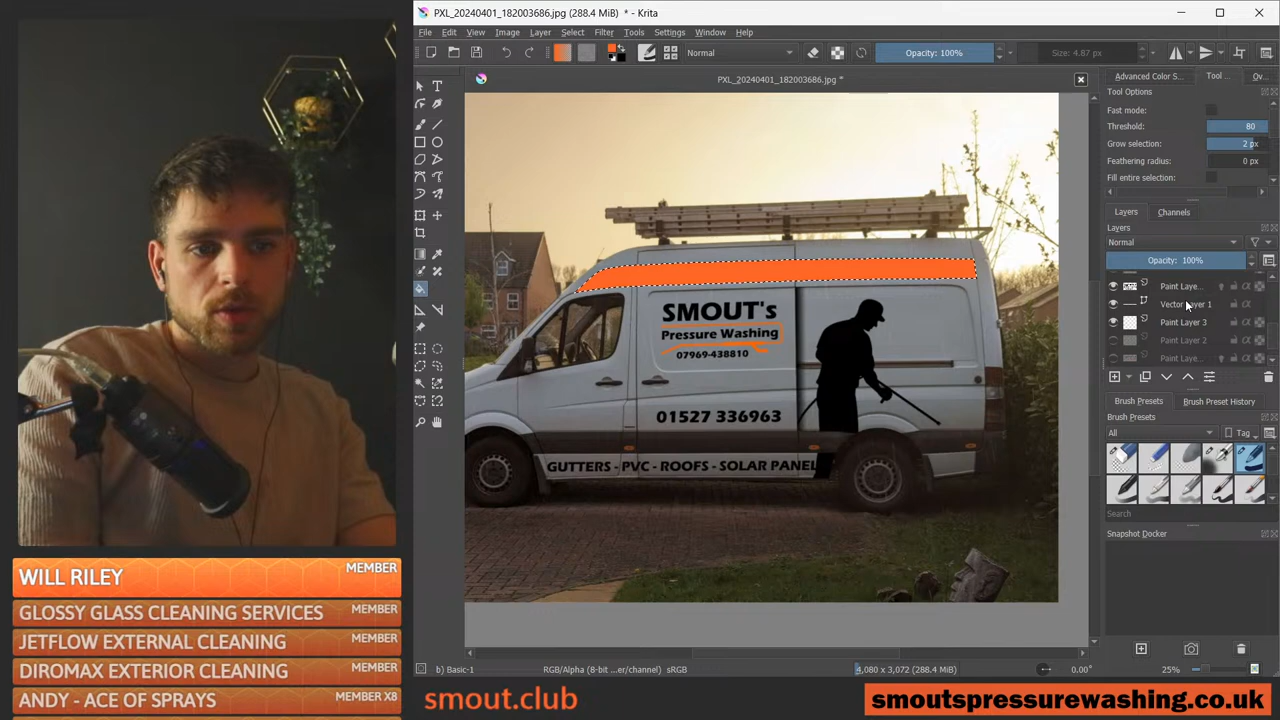 PXL_20240401_182003686.jpg (288.4 MiB) * - Krita
File Edit View Image Layer Select Filter Tools Settings Window Help
Normal
Opacity: 100%
Size: 4.87 px
PXL_20240401_182003686.jpg *
Advanced Color S... Tool ... Ov...
Tool Options
Fast mode:
Threshold: 80
Grow selection: 2 px
Feathering radius: 0 px
Fill entire selection:
Layers Channels
Layers
Normal
Opacity: 100%
Paint Laye...
Vector Layer 1
Paint Layer 3
Paint Layer 2
Paint Laye...
Brush Presets Brush Preset History
Brush Presets
All Tag
Search
Snapshot Docker
SMOUT's
Pressure Washing
07969-438810
01527 336963
GUTTERS - PVC - ROOFS - SOLAR PANEL
b) Basic-1 RGB/Alpha (8-bit ...er/channel) sRGB 4,080 x 3,072 (288.4 MiB) 0.00° 25%
WILL RILEY MEMBER
GLOSSY GLASS CLEANING SERVICES MEMBER
JETFLOW EXTERNAL CLEANING MEMBER
DIROMAX EXTERIOR CLEANING MEMBER
ANDY - ACE OF SPRAYS MEMBER X8
smout.club
smoutspressurewashing.co.uk